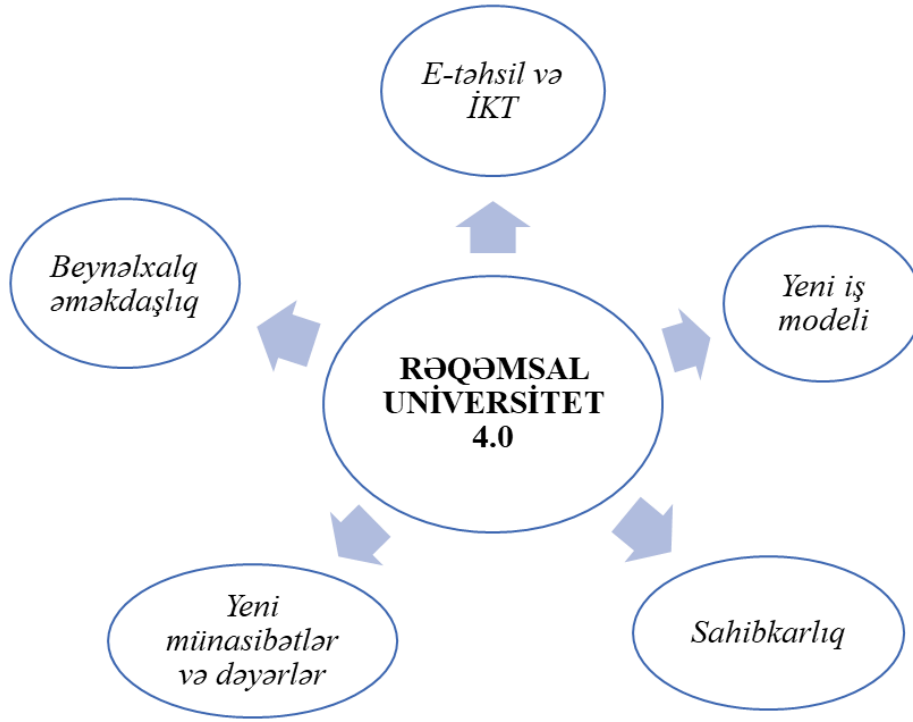 E-təhsil və
İKT
Beynəlxalq
əməkdaşlıq
Yeni iş
modeli
RƏQƏMSAL
UNİVERSİTET
4.0
Yeni
münasibətlər
və dəyərlər
Sahibkarlıq